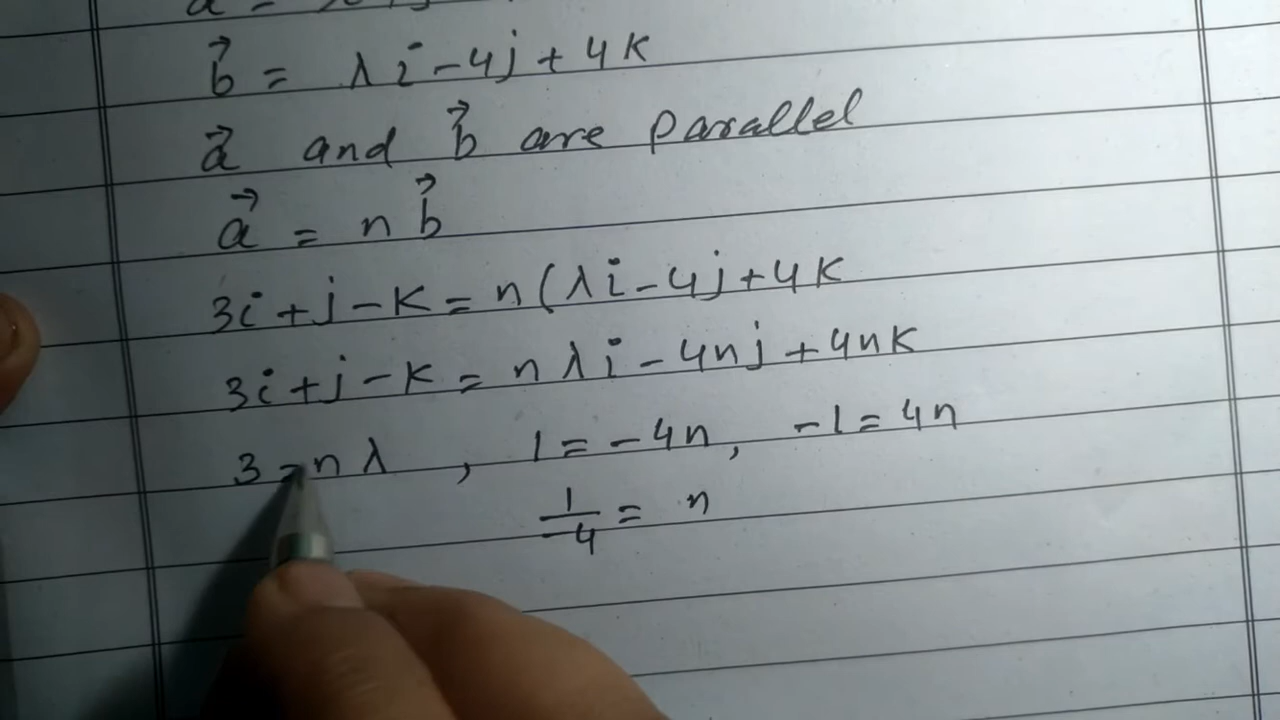 b⃗ = λi - 4j + 4k
a⃗ and b⃗ are parallel
a⃗ = n b⃗
3i + j - k = n(λi - 4j + 4k
3i + j - k = nλi - 4nj + 4nk
3 = nλ , 1 = -4n, -1 = 4n
1/-4 = n